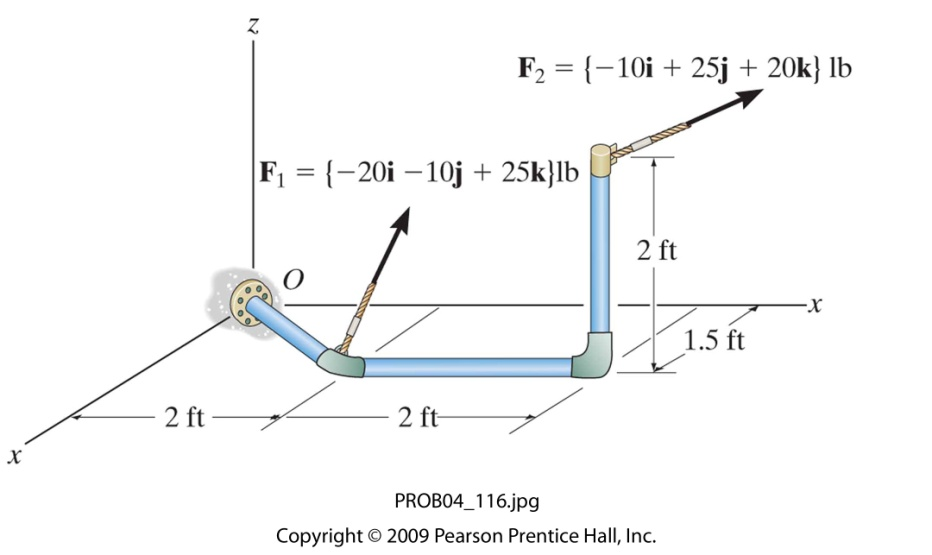 z
F₂ = {−10i + 25j + 20k} lb
F₁ = {−20i −10j + 25k}lb
2 ft
O
x
1.5 ft
2 ft
2 ft
x
PROB04_116.jpg
Copyright © 2009 Pearson Prentice Hall, Inc.